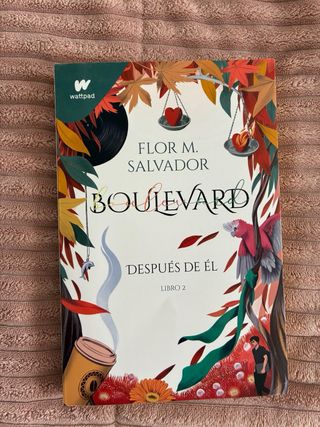 wattpad
FLOR M.
SALVADOR
BOULEVARD
DESPUÉS DE ÉL
LIBRO 2